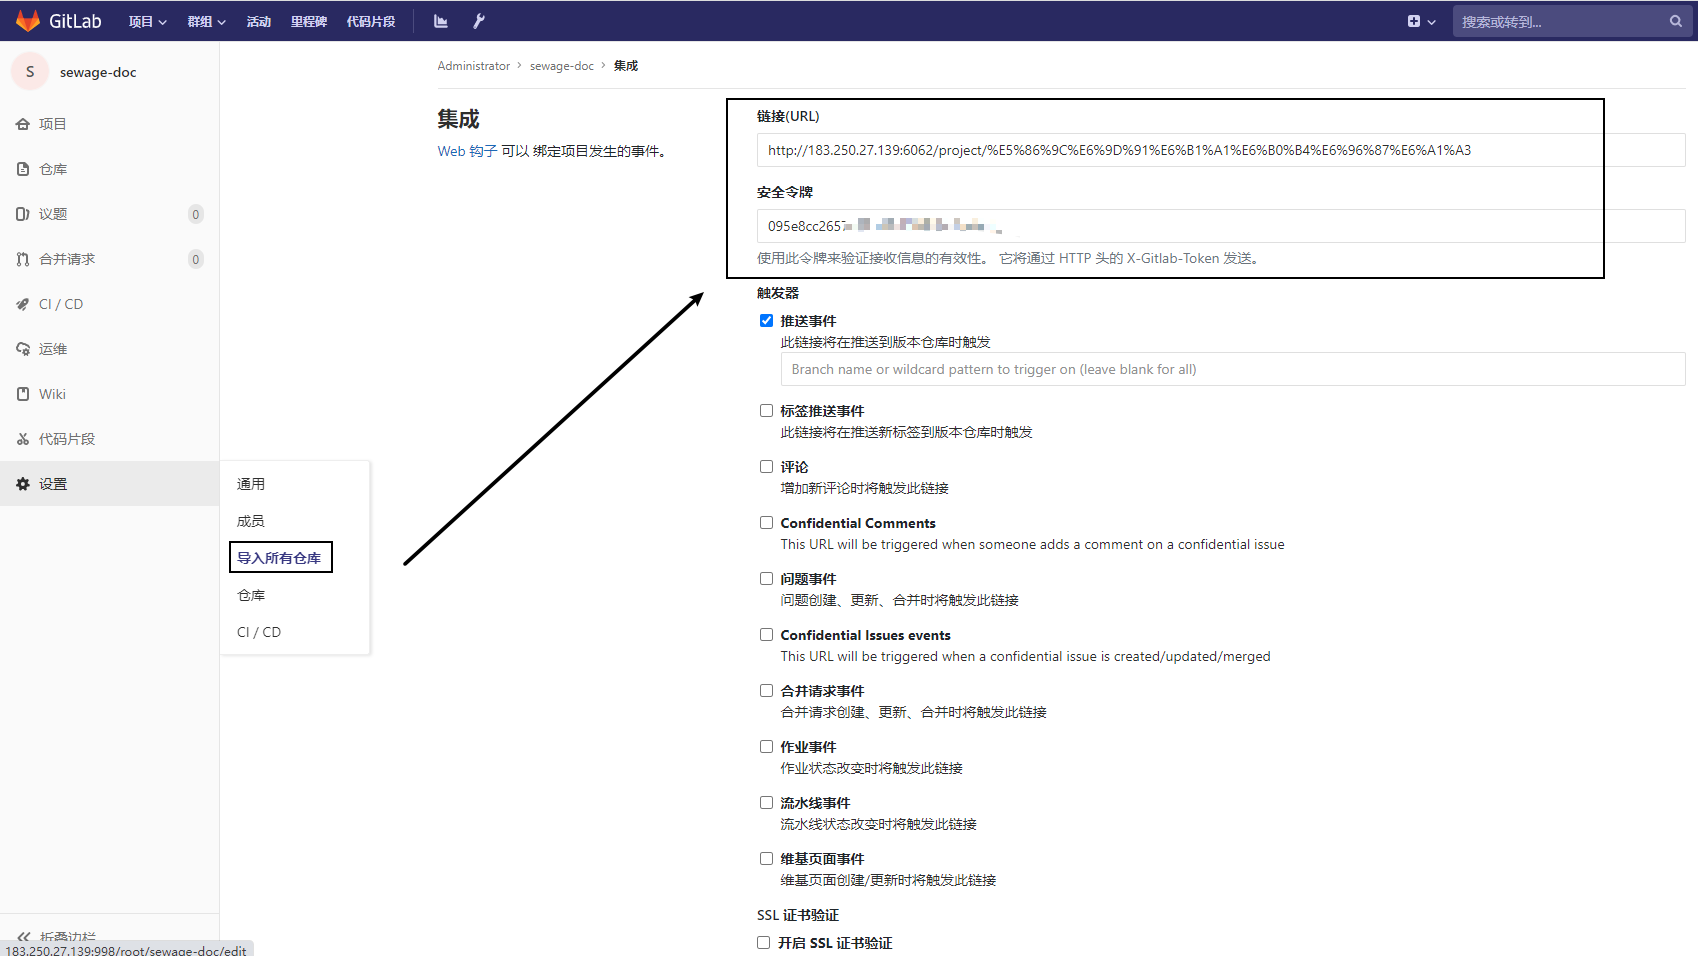 GitLab 项目 群组 活动 里程碑 代码片段 搜索或转到...
S sewage-doc
项目
仓库
议题 0
合并请求 0
CI / CD
运维
Wiki
代码片段
设置
折叠边栏
183.250.27.139:998/root/sewage-doc/edit
通用
成员
导入所有仓库
仓库
CI / CD
Administrator › sewage-doc › 集成
集成
Web 钩子 可以 绑定项目发生的事件。
链接(URL)
http://183.250.27.139:6062/project/%E5%86%9C%E6%9D%91%E6%B1%A1%E6%B0%B4%E6%96%87%E6%A1%A3
安全令牌
095e8cc2657
使用此令牌来验证接收信息的有效性。 它将通过 HTTP 头的 X-Gitlab-Token 发送。
触发器
推送事件
此链接将在推送到版本仓库时触发
Branch name or wildcard pattern to trigger on (leave blank for all)
标签推送事件
此链接将在推送新标签到版本仓库时触发
评论
增加新评论时将触发此链接
Confidential Comments
This URL will be triggered when someone adds a comment on a confidential issue
问题事件
问题创建、更新、合并时将触发此链接
Confidential Issues events
This URL will be triggered when a confidential issue is created/updated/merged
合并请求事件
合并请求创建、更新、合并时将触发此链接
作业事件
作业状态改变时将触发此链接
流水线事件
流水线状态改变时将触发此链接
维基页面事件
维基页面创建/更新时将触发此链接
SSL 证书验证
开启 SSL 证书验证